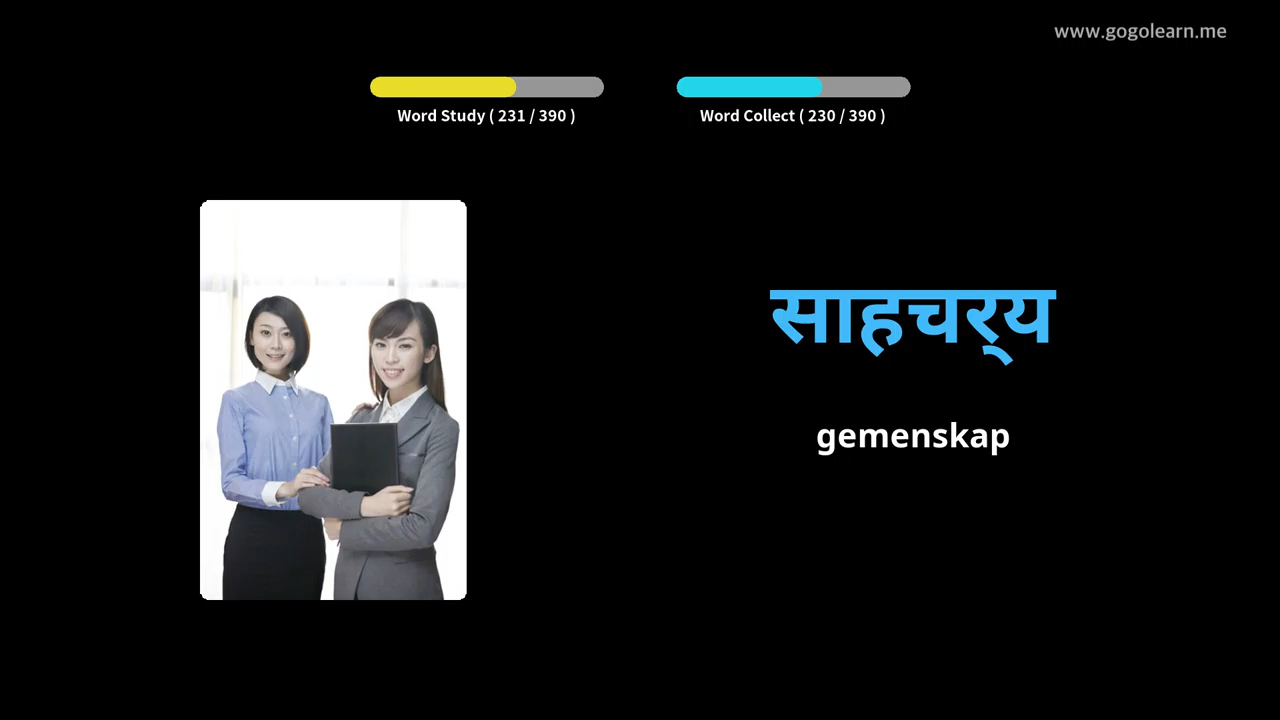 www.gogolearn.me
Word Study ( 231 / 390 )
Word Collect ( 230 / 390 )
साहचर्‍य
gemenskap